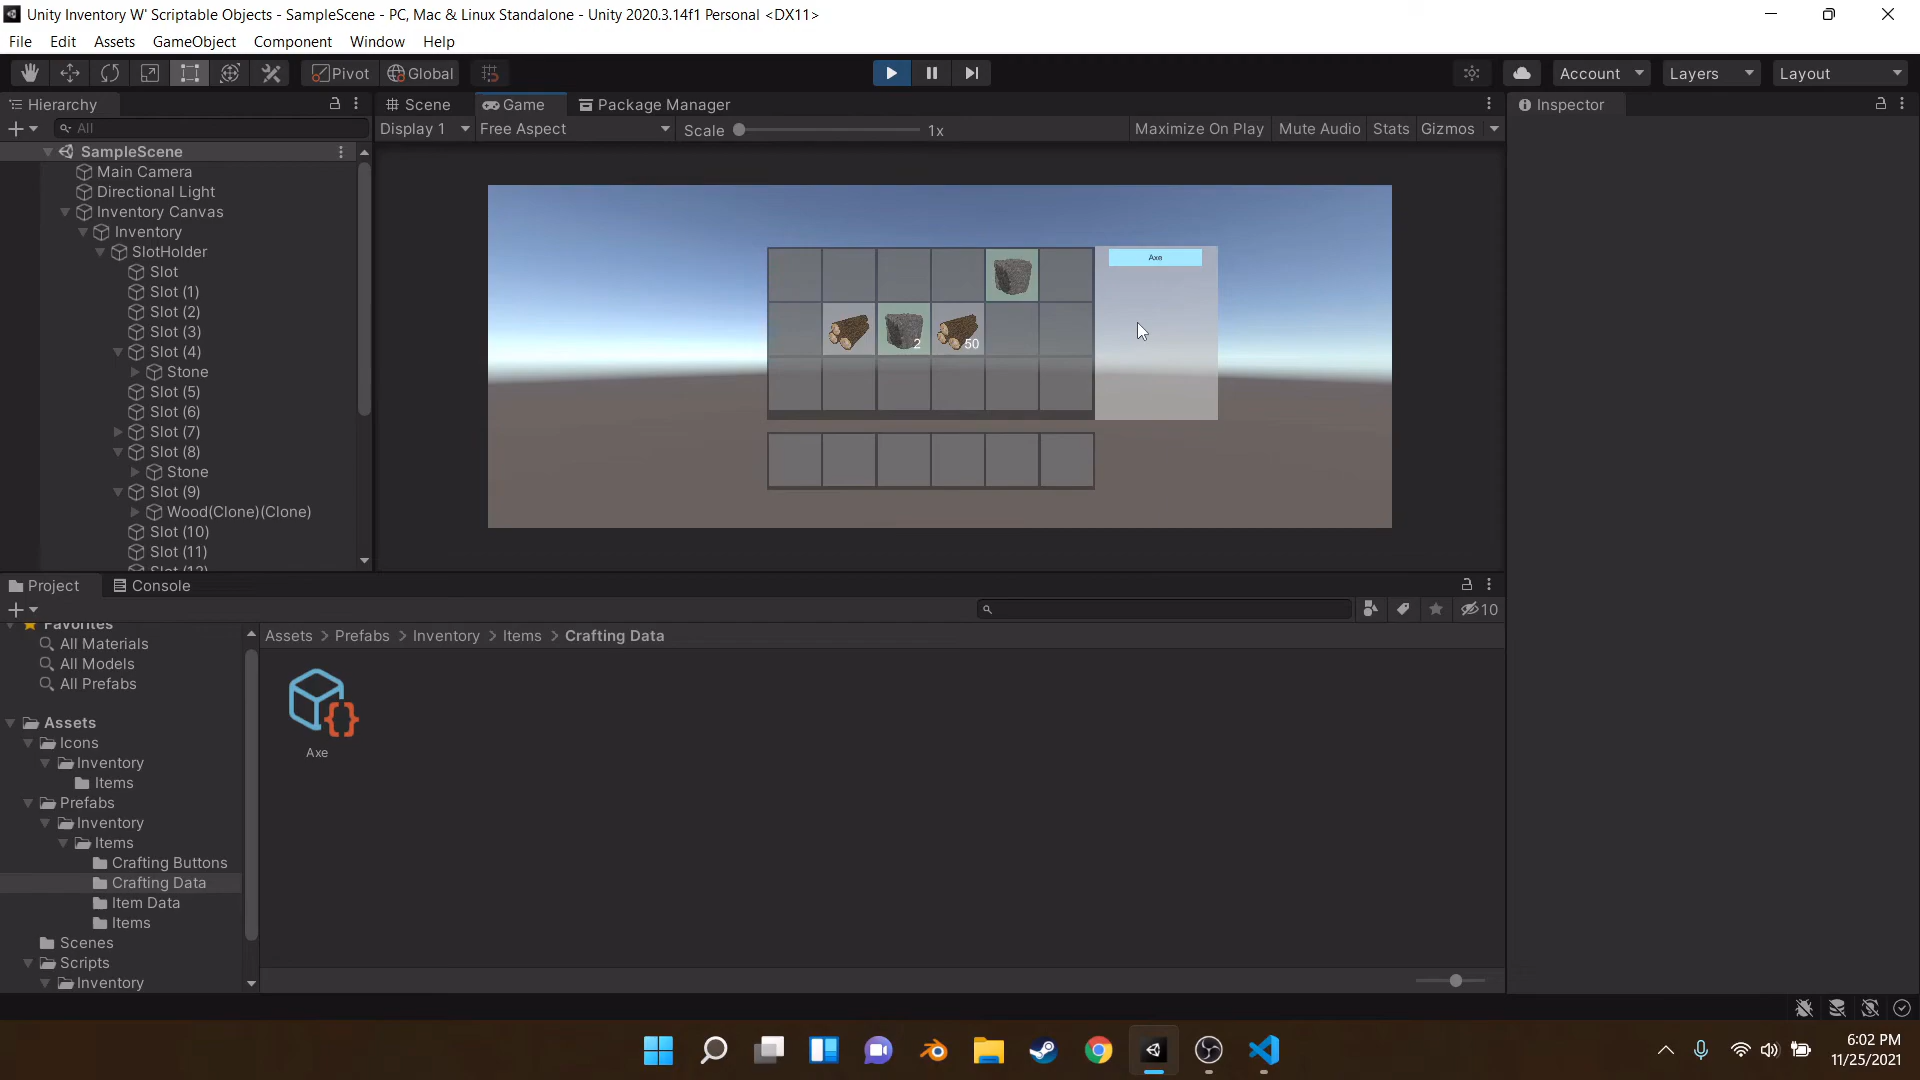 Unity Inventory W' Scriptable Objects - SampleScene - PC, Mac & Linux Standalone - Unity 2020.3.14f1 Personal <DX11>
File Edit Assets GameObject Component Window Help
Pivot Global Account Layers Layout
Hierarchy
All
SampleScene
Main Camera
Directional Light
Inventory Canvas
Inventory
SlotHolder
Slot
Slot (1)
Slot (2)
Slot (3)
Slot (4)
Stone
Slot (5)
Slot (6)
Slot (7)
Slot (8)
Stone
Slot (9)
Wood(Clone)(Clone)
Slot (10)
Slot (11)
Scene Game Package Manager
Display 1 Free Aspect Scale 1x Maximize On Play Mute Audio Stats Gizmos
Axe
2
50
Inspector
Project Console
10
Favorites
All Materials
All Models
All Prefabs
Assets
Icons
Inventory
Items
Prefabs
Inventory
Items
Crafting Buttons
Crafting Data
Item Data
Items
Scenes
Scripts
Inventory
Assets > Prefabs > Inventory > Items > Crafting Data
Axe
6:02 PM
11/25/2021